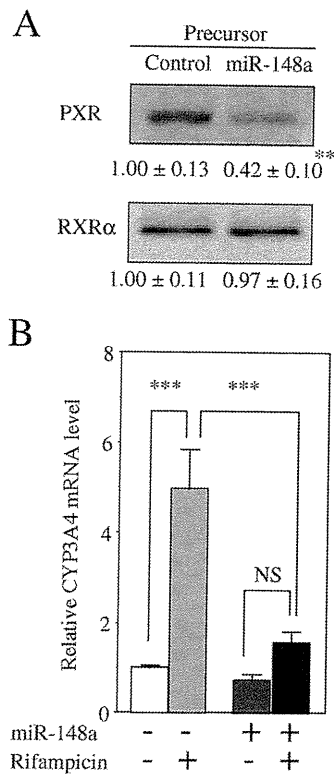 A
Precursor
Control miR-148a
PXR
**
1.00 ± 0.13 0.42 ± 0.10
RXRα
1.00 ± 0.11 0.97 ± 0.16
B
Relative CYP3A4 mRNA level
8
6
4
2
0
*** ***
NS
miR-148a - - + +
Rifampicin - + - +